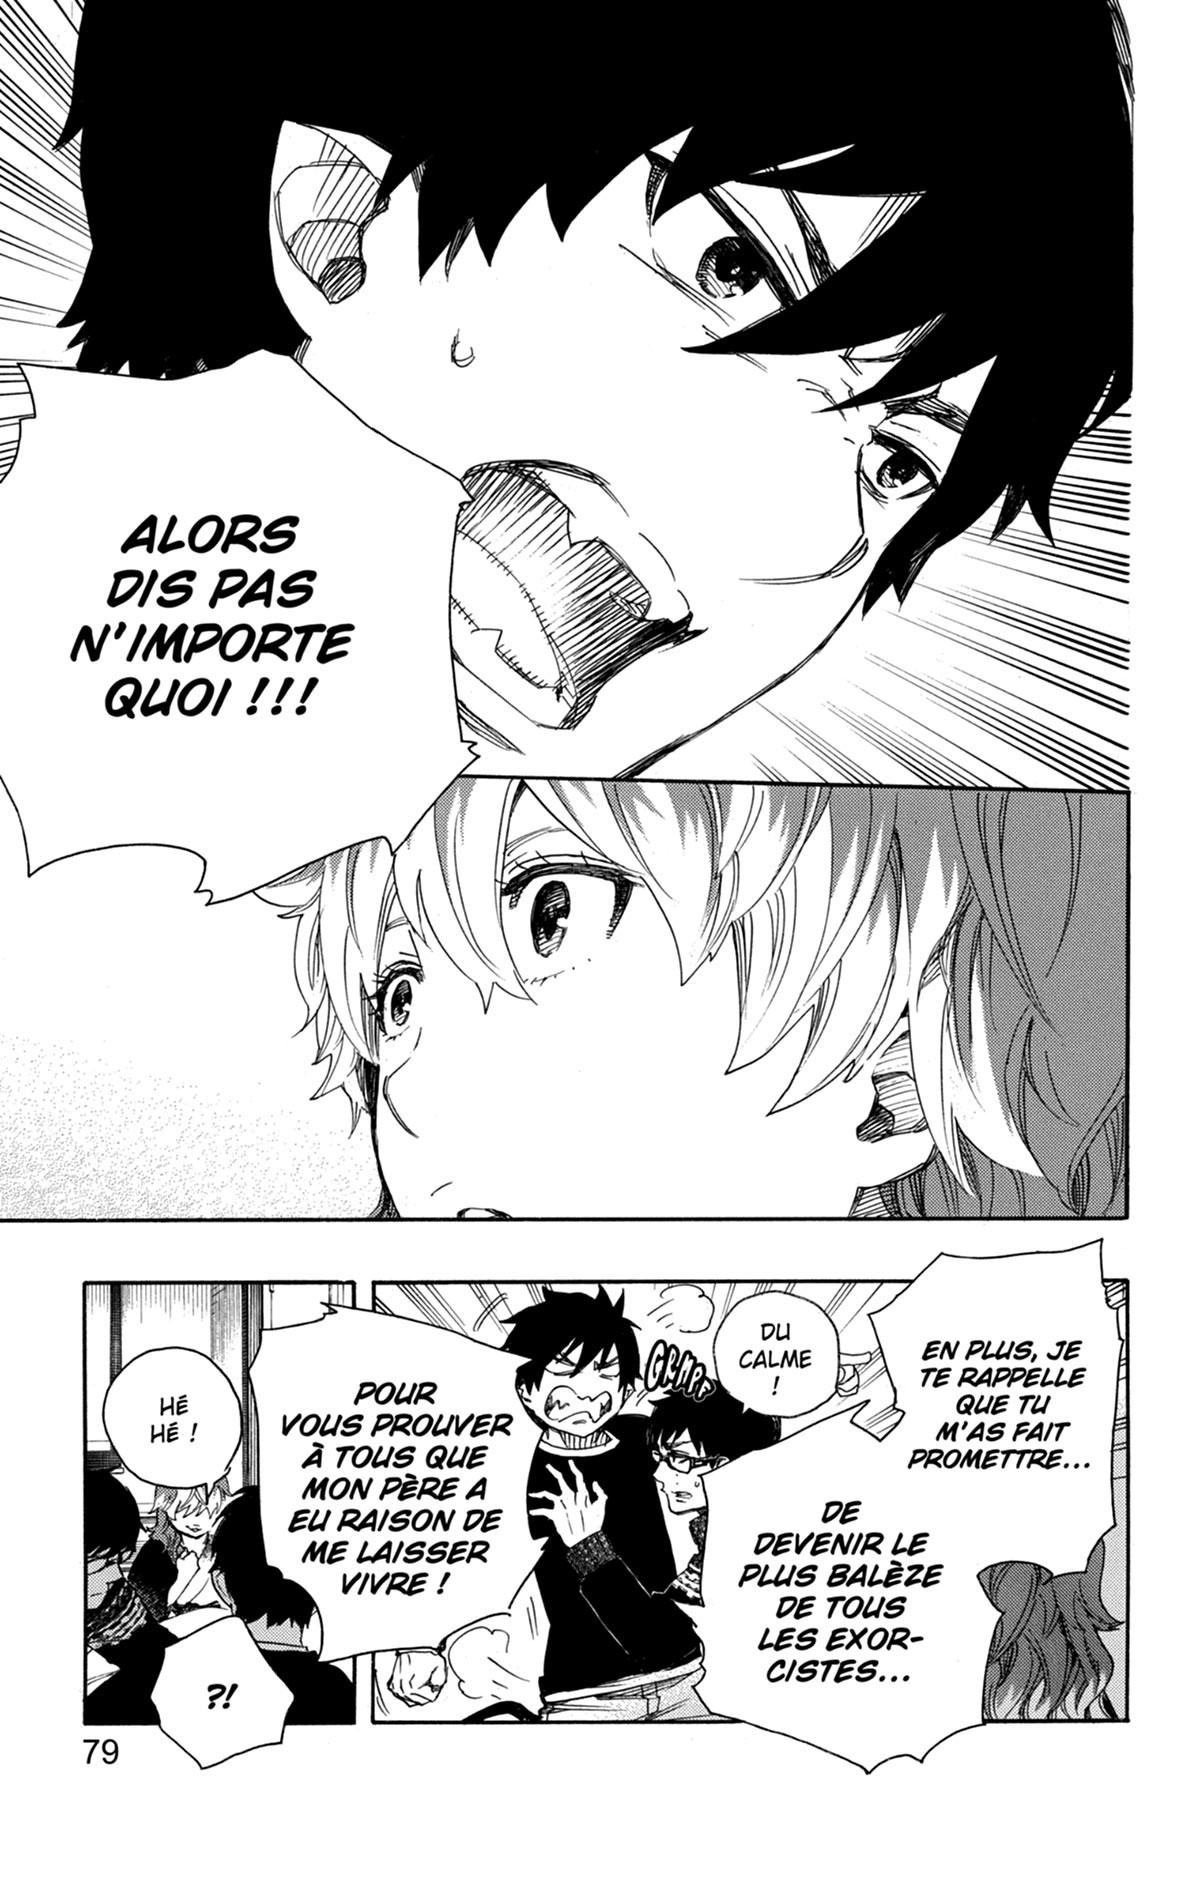 ALORS
DIS PAS
N'IMPORTE
QUOI !!!
EN PLUS, JE
TE RAPPELLE
QUE TU
M'AS FAIT
PROMETTRE...
DU
CALME
!
GRMPF
DE
DEVENIR LE
PLUS BALÈZE
DE TOUS
LES EXOR-
CISTES...
POUR
VOUS PROUVER
À TOUS QUE
MON PÈRE A
EU RAISON DE
ME LAISSER
VIVRE !
HÉ
HÉ !
?!
79